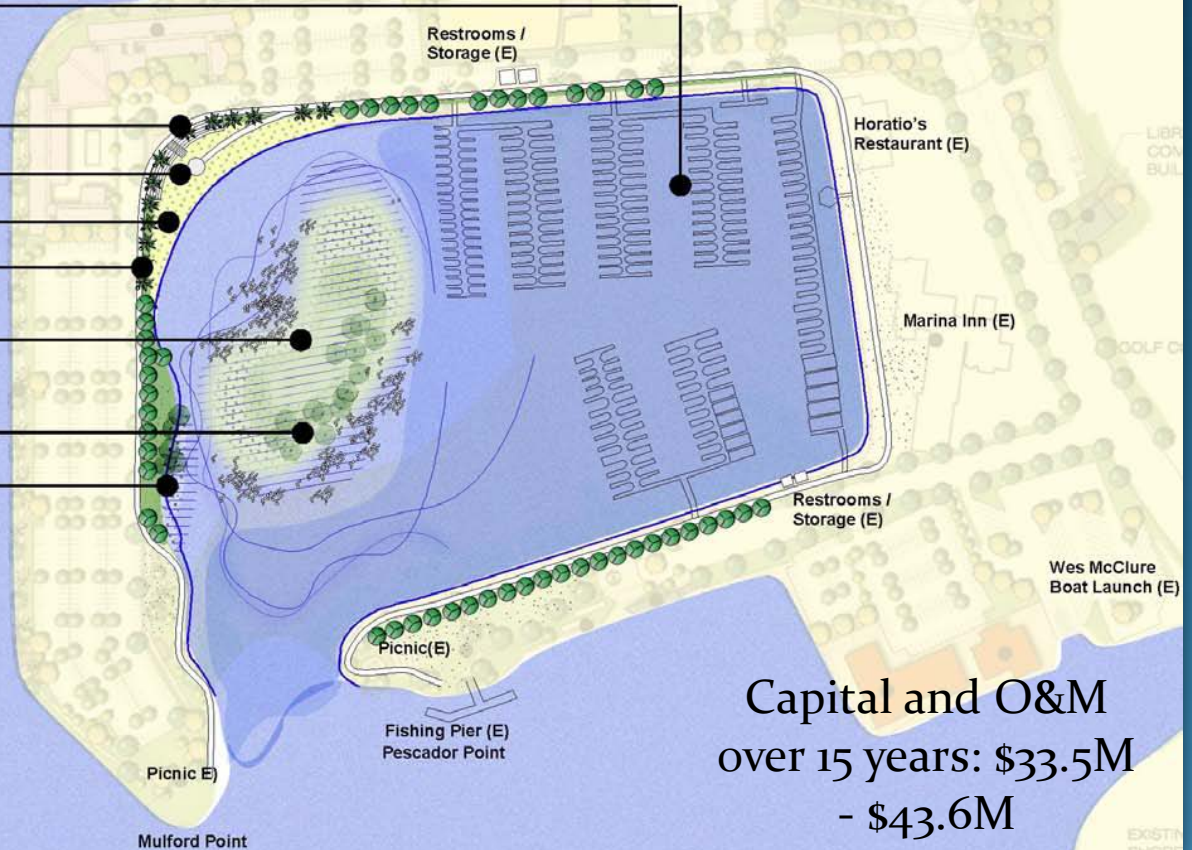 Restrooms /
Storage (E)
Horatio's
Restaurant (E)
Marina Inn (E)
Restrooms /
Storage (E)
Wes McClure
Boat Launch (E)
Picnic(E)
Fishing Pier (E)
Pescador Point
Picnic E)
Mulford Point
Capital and O&M
over 15 years: $33.5M
- $43.6M